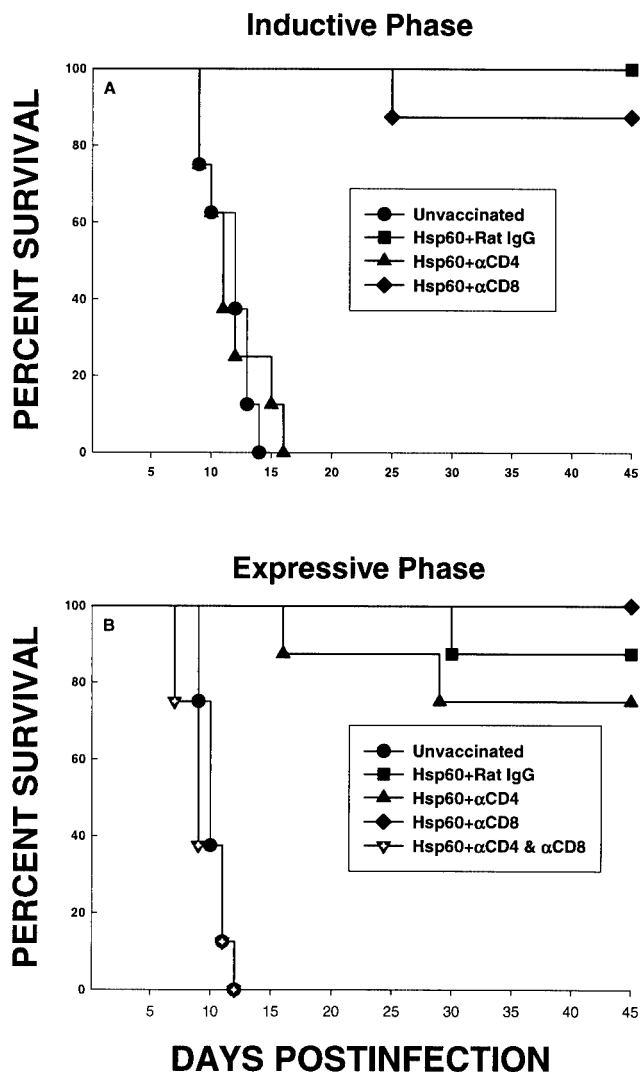 Inductive Phase
PERCENT SURVIVAL
100
80
60
40
20
0
A
Unvaccinated
Hsp60+Rat IgG
Hsp60+αCD4
Hsp60+αCD8
5 10 15 20 25 30 35 40 45
Expressive Phase
PERCENT SURVIVAL
100
80
60
40
20
0
B
Unvaccinated
Hsp60+Rat IgG
Hsp60+αCD4
Hsp60+αCD8
Hsp60+αCD4 & αCD8
5 10 15 20 25 30 35 40 45
DAYS POSTINFECTION